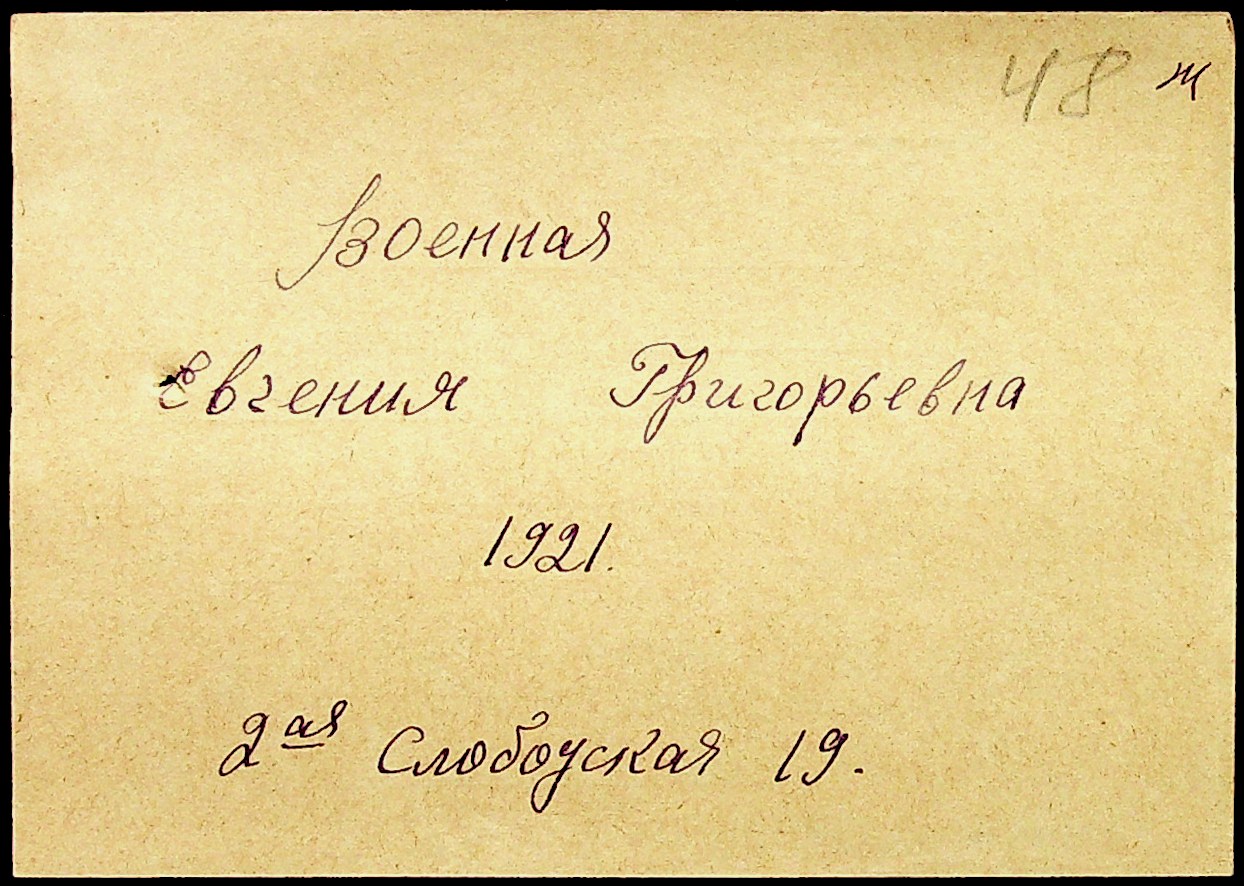 48 ж
Военная
Евгения Григорьевна
1921.
2ая Слободская 19.